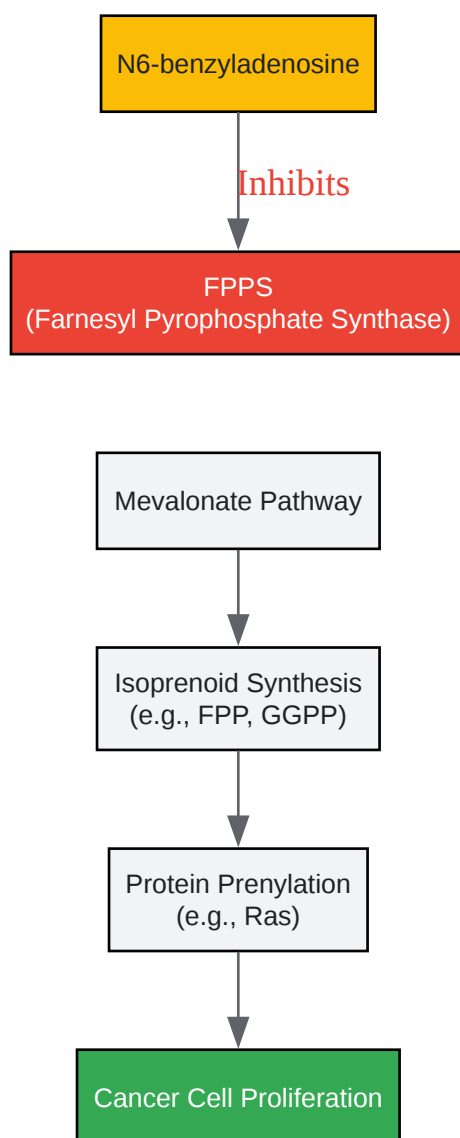 N6-benzyladenosine
Inhibits
FPPS
(Farnesyl Pyrophosphate Synthase)
Mevalonate Pathway
Isoprenoid Synthesis
(e.g., FPP, GGPP)
Protein Prenylation
(e.g., Ras)
Cancer Cell Proliferation